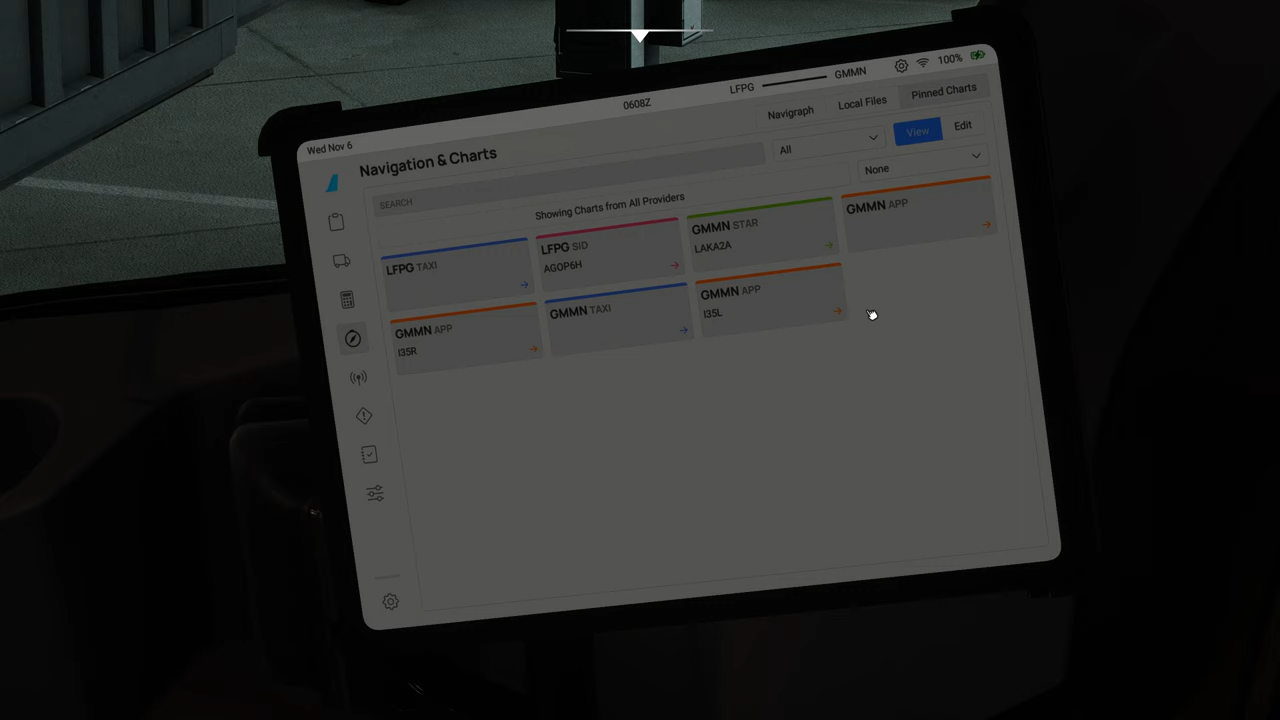 Wed Nov 6
0608Z
LFPG
GMMN
100%
Navigation & Charts
Navigraph
Local Files
Pinned Charts
SEARCH
All
View
Edit
Showing Charts from All Providers
None
LFPG TAXI
LFPG SID
AGOP6H
GMMN STAR
LAKA2A
GMMN APP
GMMN APP
I35R
GMMN TAXI
GMMN APP
I35L